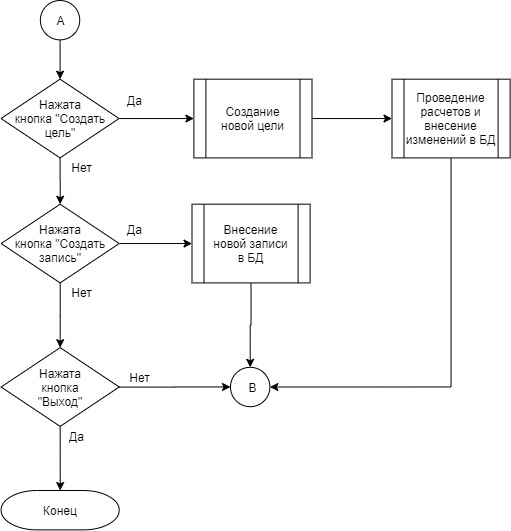 A
Нажата
кнопка "Создать
цель"
Да
Создание
новой цели
Проведение
расчетов и
внесение
изменений в БД
Нет
Нажата
кнопка "Создать
запись"
Да
Внесение
новой записи
в БД
Нет
Нажата
кнопка
"Выход"
Нет
B
Да
Конец